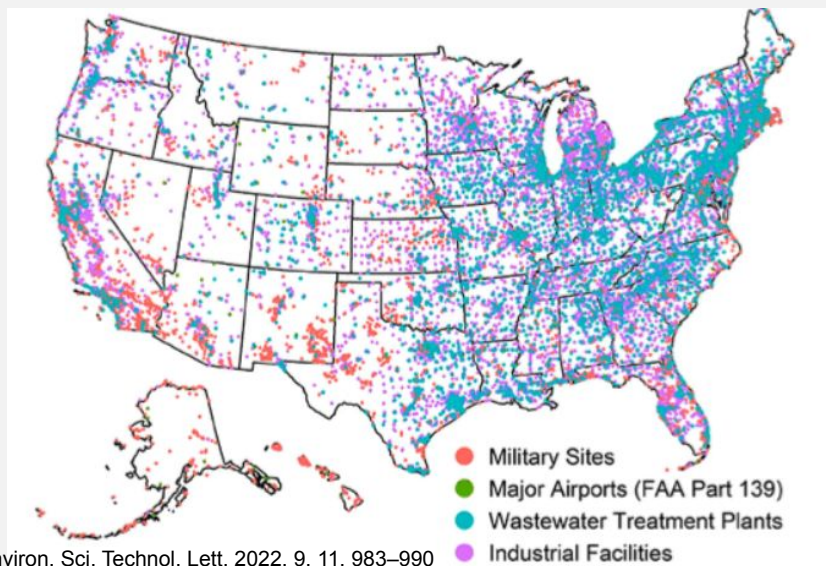 Military Sites
Major Airports (FAA Part 139)
Wastewater Treatment Plants
Industrial Facilities
nviron. Sci. Technol. Lett. 2022, 9, 11, 983–990